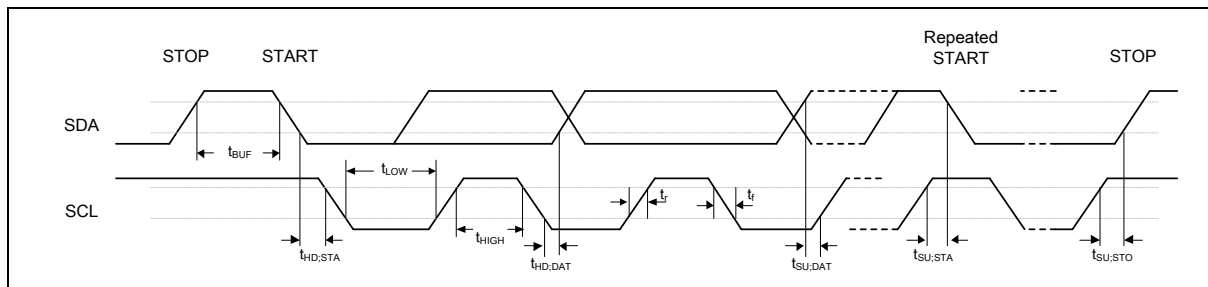 STOP
START
Repeated
START
STOP
SDA
tBUF
tLOW
SCL
tr
tf
tHIGH
tHD;STA
tHD;DAT
tSU;DAT
tSU;STA
tSU;STO